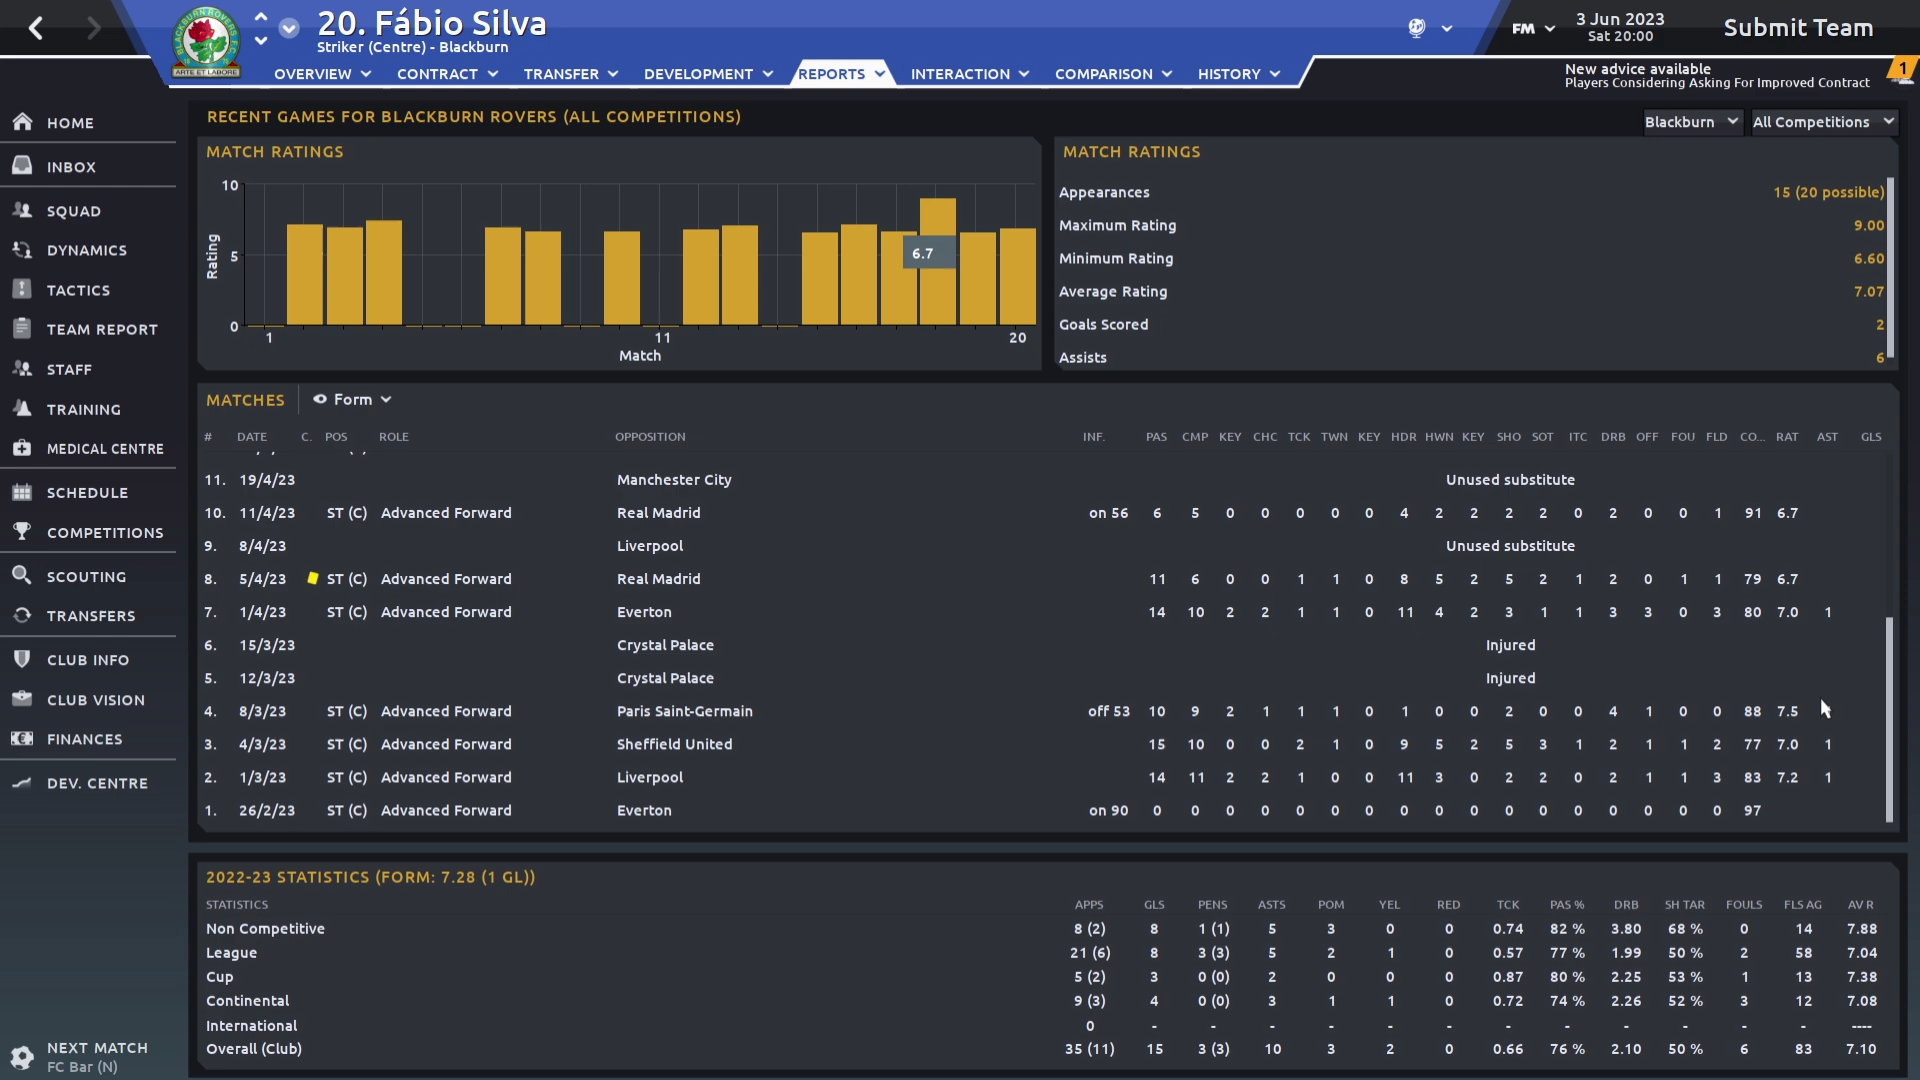 20. Fábio Silva
Striker (Centre) - Blackburn
FM
3 Jun 2023
Sat 20:00
Submit Team
OVERVIEW CONTRACT TRANSFER DEVELOPMENT REPORTS INTERACTION COMPARISON HISTORY
New advice available
Players Considering Asking For Improved Contract
1
BLACKBURN ROVERS F.C.
ARTE ET LABORE
HOME
INBOX
SQUAD
DYNAMICS
TACTICS
TEAM REPORT
STAFF
TRAINING
MEDICAL CENTRE
SCHEDULE
COMPETITIONS
SCOUTING
TRANSFERS
CLUB INFO
CLUB VISION
FINANCES
DEV. CENTRE
NEXT MATCH
FC Bar (N)
RECENT GAMES FOR BLACKBURN ROVERS (ALL COMPETITIONS)
Blackburn All Competitions
MATCH RATINGS
10
5
0
Rating
6.7
1 11 20
Match
MATCH RATINGS
Appearances 15 (20 possible)
Maximum Rating 9.00
Minimum Rating 6.60
Average Rating 7.07
Goals Scored 2
Assists 6
MATCHES Form
# DATE C. POS ROLE OPPOSITION INF. PAS CMP KEY CHC TCK TWN KEY HDR HWN KEY SHO SOT ITC DRB OFF FOU FLD CO... RAT AST GLS
11. 19/4/23 Manchester City Unused substitute
10. 11/4/23 ST (C) Advanced Forward Real Madrid on 56 6 5 0 0 0 0 0 4 2 2 2 2 0 2 0 0 1 91 6.7
9. 8/4/23 Liverpool Unused substitute
8. 5/4/23 ST (C) Advanced Forward Real Madrid 11 6 0 0 1 1 0 8 5 2 5 2 1 2 0 1 1 79 6.7
7. 1/4/23 ST (C) Advanced Forward Everton 14 10 2 2 1 1 0 11 4 2 3 1 1 3 3 0 3 80 7.0 1
6. 15/3/23 Crystal Palace Injured
5. 12/3/23 Crystal Palace Injured
4. 8/3/23 ST (C) Advanced Forward Paris Saint-Germain off 53 10 9 2 1 1 1 0 1 0 0 2 0 0 4 1 0 0 88 7.5
3. 4/3/23 ST (C) Advanced Forward Sheffield United 15 10 0 0 2 1 0 9 5 2 5 3 1 2 1 1 2 77 7.0 1
2. 1/3/23 ST (C) Advanced Forward Liverpool 14 11 2 2 1 0 0 11 3 0 2 2 0 2 1 1 3 83 7.2 1
1. 26/2/23 ST (C) Advanced Forward Everton on 90 0 0 0 0 0 0 0 0 0 0 0 0 0 0 0 0 0 97
2022-23 STATISTICS (FORM: 7.28 (1 GL))
STATISTICS APPS GLS PENS ASTS POM YEL RED TCK PAS % DRB SH TAR FOULS FLS AG AV R
Non Competitive 8 (2) 8 1 (1) 5 3 0 0 0.74 82 % 3.80 68 % 0 14 7.88
League 21 (6) 8 3 (3) 5 2 1 0 0.57 77 % 1.99 50 % 2 58 7.04
Cup 5 (2) 3 0 (0) 2 0 0 0 0.87 80 % 2.25 53 % 1 13 7.38
Continental 9 (3) 4 0 (0) 3 1 1 0 0.72 74 % 2.26 52 % 3 12 7.08
International 0 - - - - - - - - - - - - ----
Overall (Club) 35 (11) 15 3 (3) 10 3 2 0 0.66 76 % 2.10 50 % 6 83 7.10